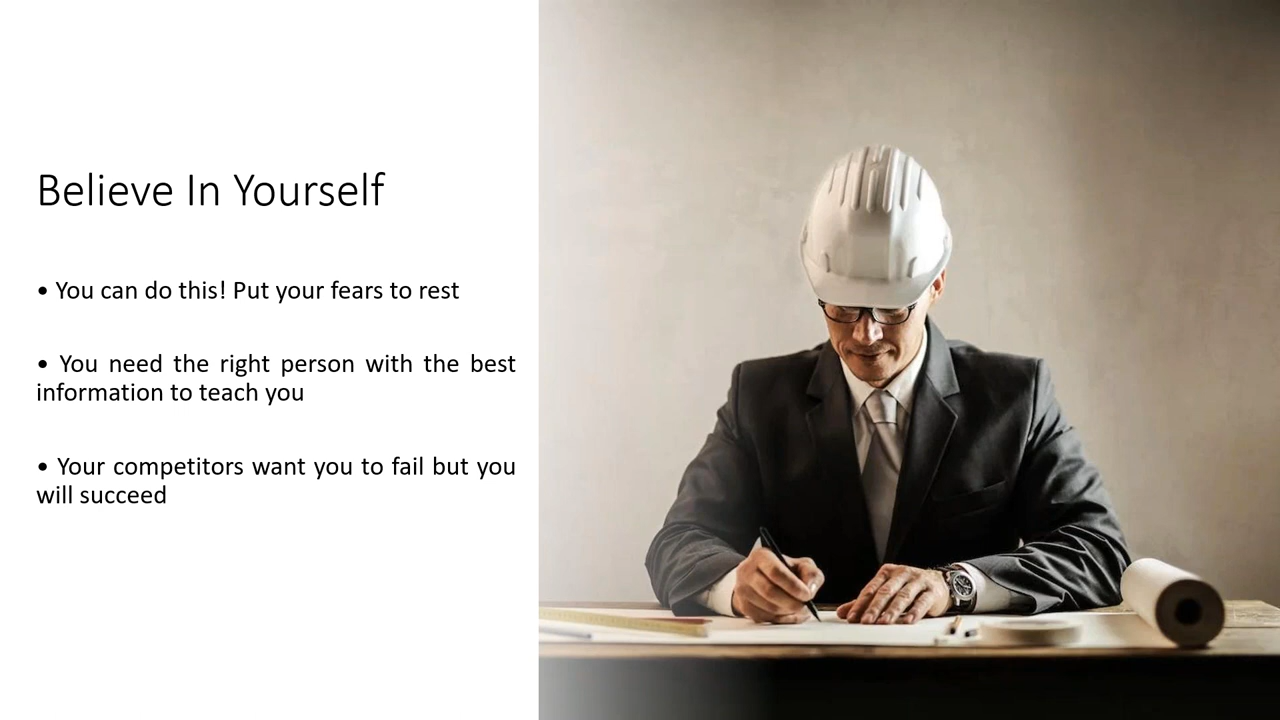 Believe In Yourself
• You can do this! Put your fears to rest
• You need the right person with the best
information to teach you
• Your competitors want you to fail but you
will succeed